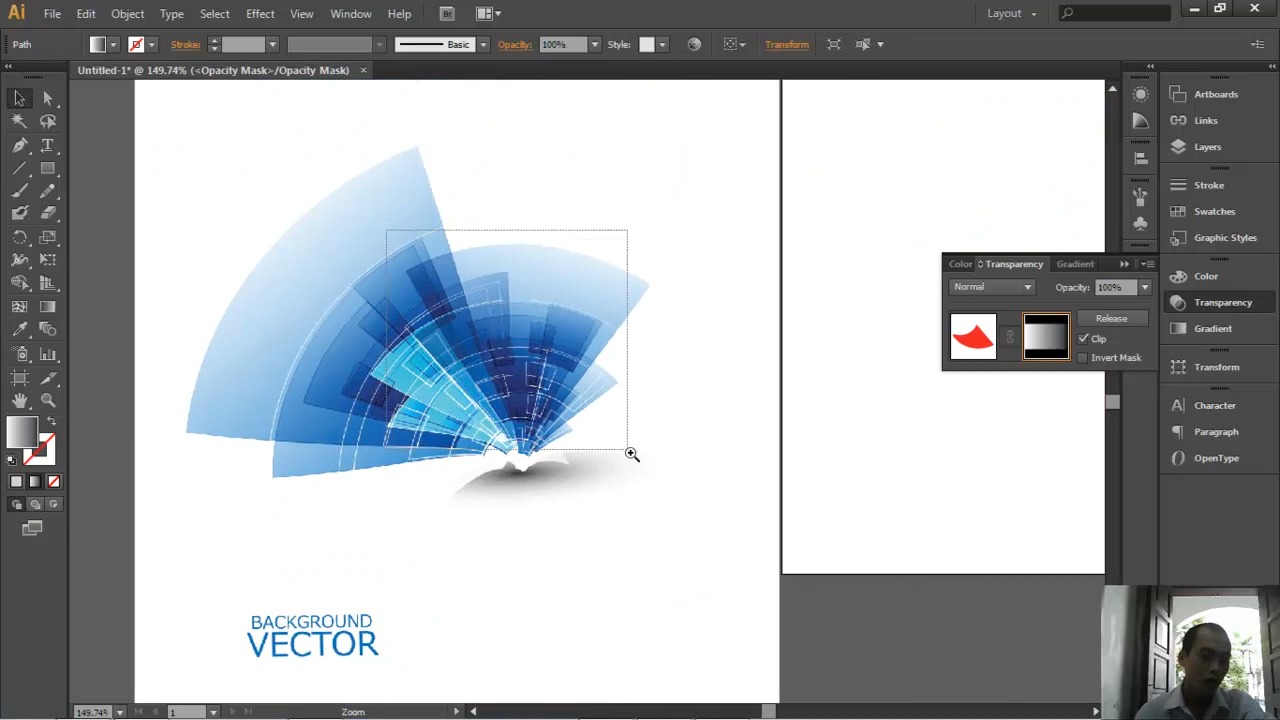 Ai File Edit Object Type Select Effect View Window Help Br Layout
Path Stroke: Basic Opacity: 100% Style: Transform
Untitled-1* @ 149.74% (<Opacity Mask>/Opacity Mask) ×
Artboards
Links
Layers
Stroke
Swatches
Graphic Styles
Color
Transparency
Gradient
Transform
Character
Paragraph
OpenType
Color Transparency Gradient
Normal Opacity: 100%
Release
Clip
Invert Mask
BACKGROUND
VECTOR
149.74% 1 Zoom